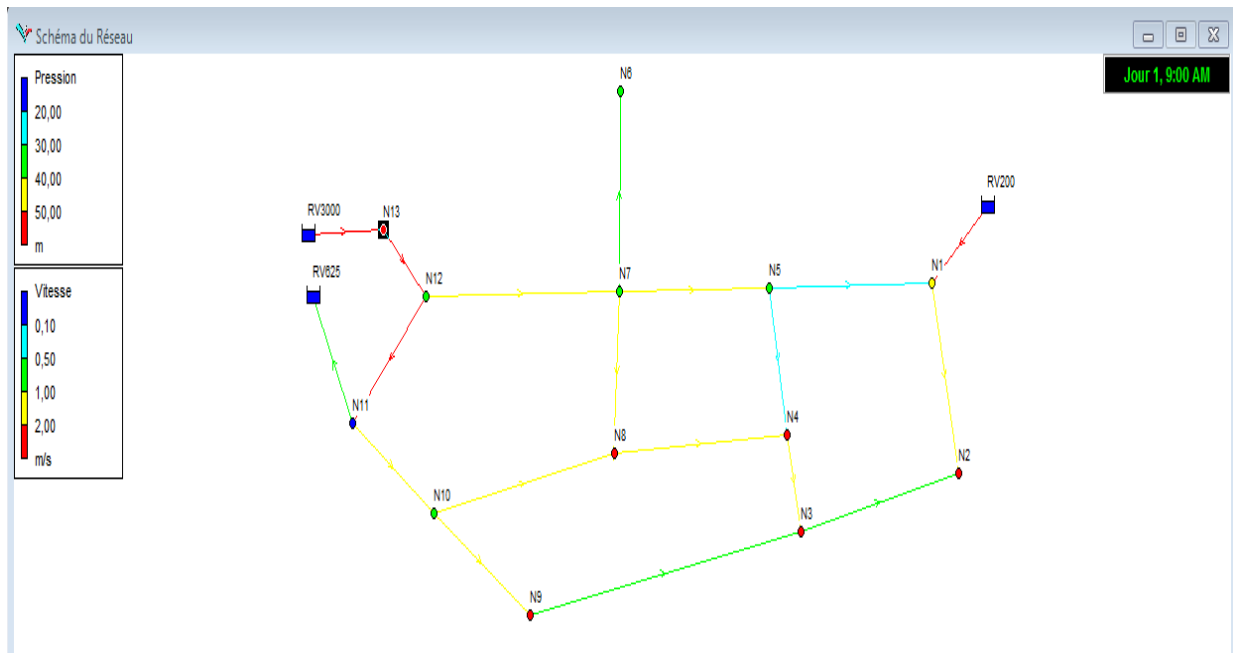 Schéma du Réseau
Jour 1, 9:00 AM
Pression
20,00
30,00
40,00
50,00
m
Vitesse
0,10
0,50
1,00
2,00
m/s
N6
RV200
RV3000
N13
RV625
N12
N7
N5
N1
N11
N8
N4
N2
N10
N3
N9